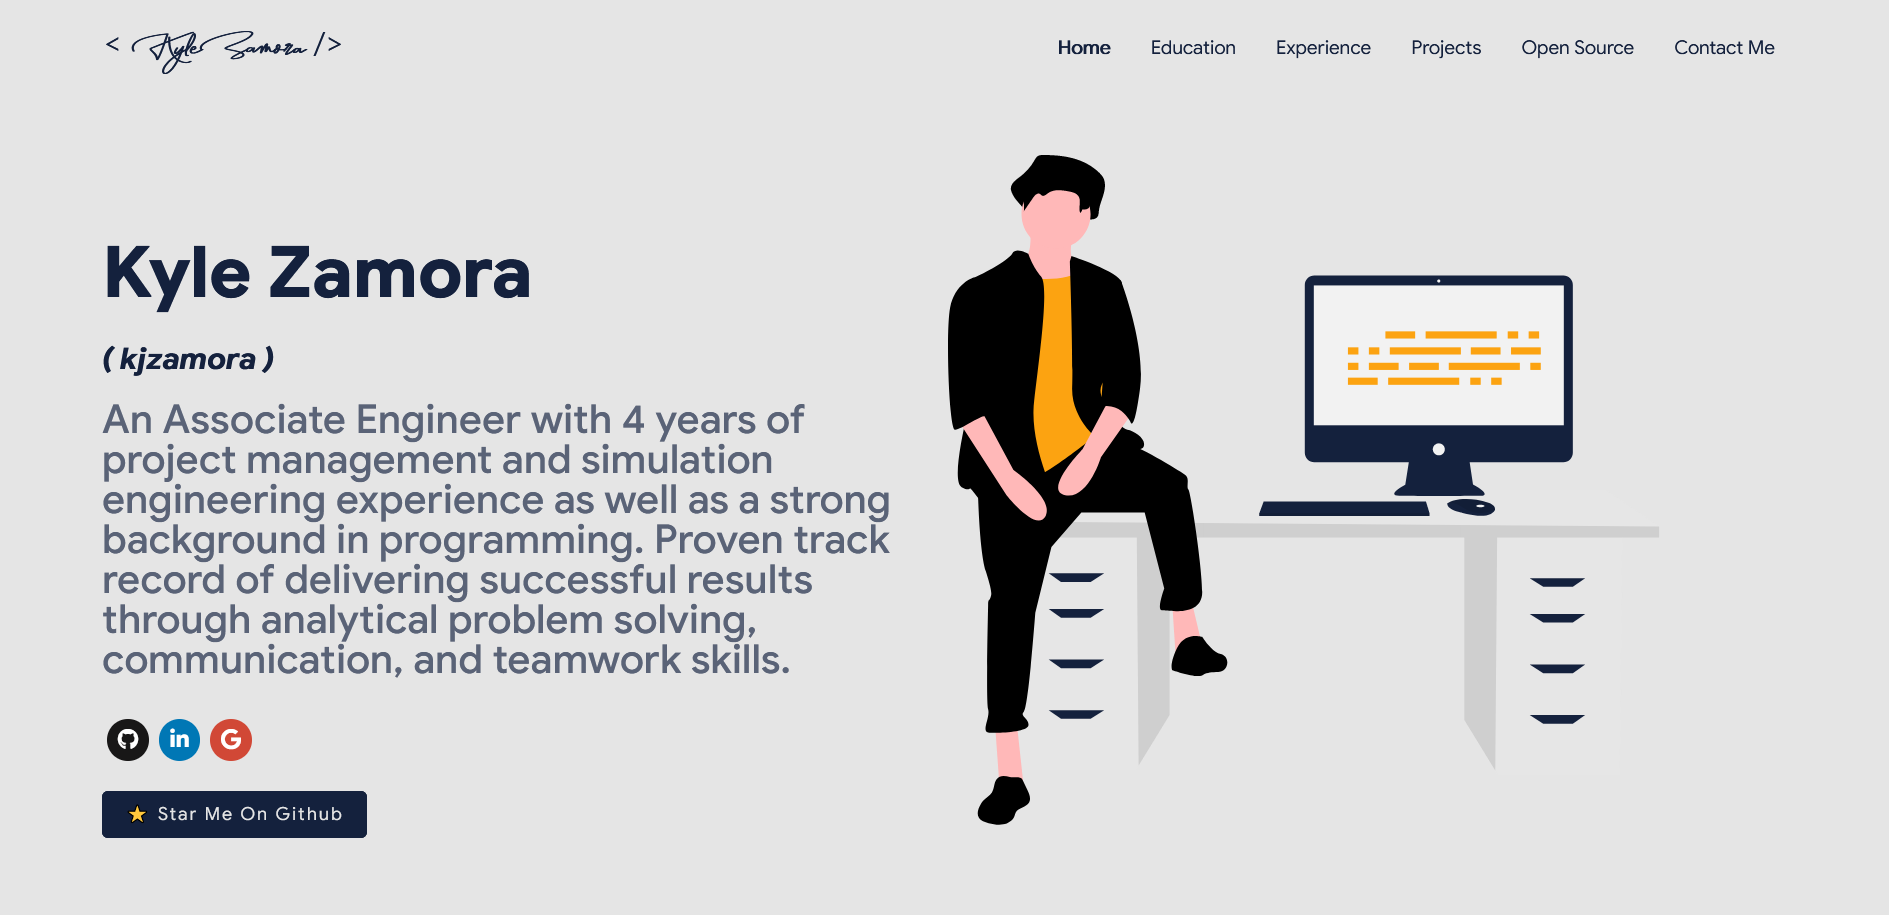 < Kyle Zamora />
Home Education Experience Projects Open Source Contact Me
Kyle Zamora
( kjzamora )
An Associate Engineer with 4 years of
project management and simulation
engineering experience as well as a strong
background in programming. Proven track
record of delivering successful results
through analytical problem solving,
communication, and teamwork skills.
in G
Star Me On Github